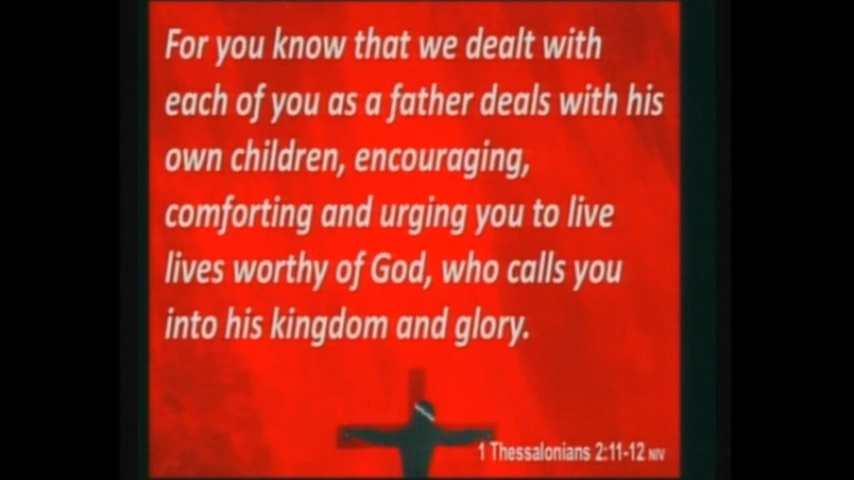 For you know that we dealt with
each of you as a father deals with his
own children, encouraging,
comforting and urging you to live
lives worthy of God, who calls you
into his kingdom and glory.
1 Thessalonians 2:11-12 NIV